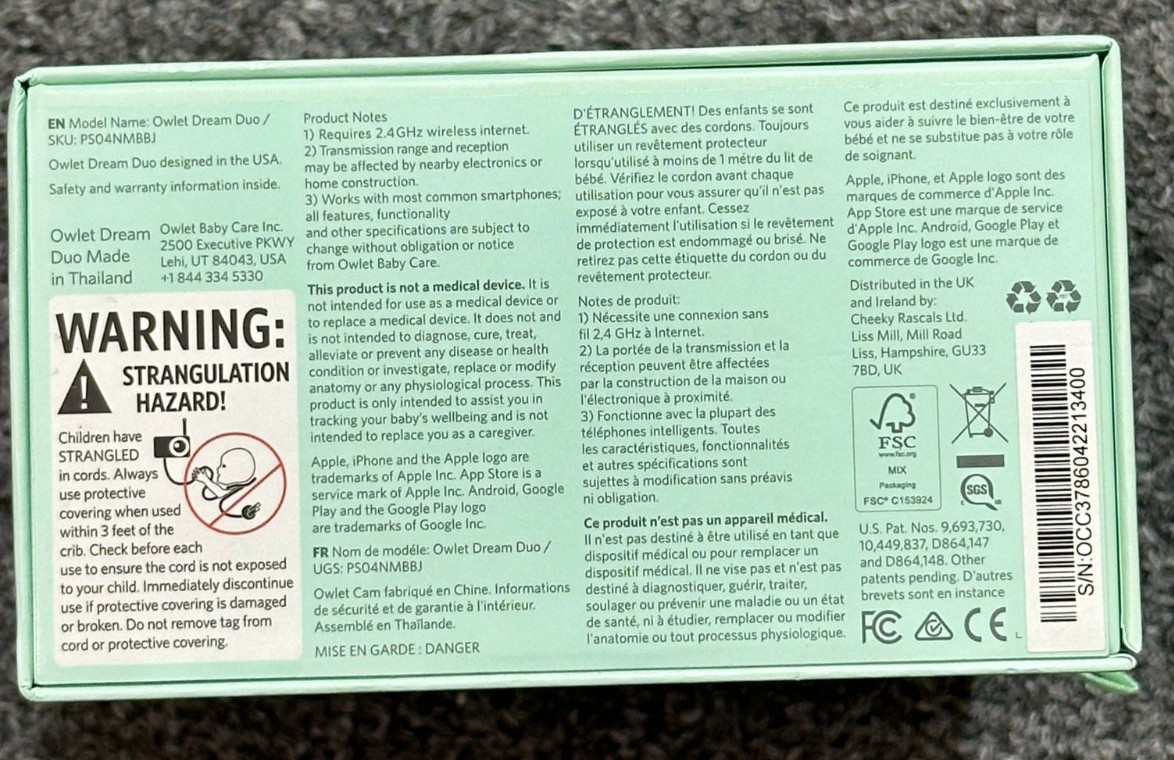 EN Model Name: Owlet Dream Duo /
SKU: PS04NMBBJ
Owlet Dream Duo designed in the USA.
Safety and warranty information inside.
Owlet Dream
Duo Made
in Thailand
Owlet Baby Care Inc.
2500 Executive PKWY
Lehi, UT 84043, USA
+1 844 334 5330
WARNING:
STRANGULATION
HAZARD!
Children have
STRANGLED
in cords. Always
use protective
covering when used
within 3 feet of the
crib. Check before each
use to ensure the cord is not exposed
to your child. Immediately discontinue
use if protective covering is damaged
or broken. Do not remove tag from
cord or protective covering.
Product Notes
1) Requires 2.4GHz wireless internet.
2) Transmission range and reception
may be affected by nearby electronics or
home construction.
3) Works with most common smartphones;
all features, functionality
and other specifications are subject to
change without obligation or notice
from Owlet Baby Care.
This product is not a medical device. It is
not intended for use as a medical device or
to replace a medical device. It does not and
is not intended to diagnose, cure, treat,
alleviate or prevent any disease or health
condition or investigate, replace or modify
anatomy or any physiological process. This
product is only intended to assist you in
tracking your baby's wellbeing and is not
intended to replace you as a caregiver.
Apple, iPhone and the Apple logo are
trademarks of Apple Inc. App Store is a
service mark of Apple Inc. Android, Google
Play and the Google Play logo
are trademarks of Google Inc.
FR Nom de modéle: Owlet Dream Duo /
UGS: PS04NMBBJ
Owlet Cam fabriqué en Chine. Informations
de sécurité et de garantie à l'intérieur.
Assemblé en Thaïlande.
MISE EN GARDE : DANGER
D'ÉTRANGLEMENT! Des enfants se sont
ÉTRANGLÉS avec des cordons. Toujours
utiliser un revêtement protecteur
lorsqu'utilisé à moins de 1 métre du lit de
bébé. Vérifiez le cordon avant chaque
utilisation pour vous assurer qu'il n'est pas
exposé à votre enfant. Cessez
immédiatement l'utilisation si le revêtement
de protection est endommagé ou brisé. Ne
retirez pas cette étiquette du cordon ou du
revêtement protecteur.
Notes de produit:
1) Nécessite une connexion sans
fil 2,4 GHz à Internet.
2) La portée de la transmission et la
réception peuvent être affectées
par la construction de la maison ou
l'électronique à proximité.
3) Fonctionne avec la plupart des
téléphones intelligents. Toutes
les caractéristiques, fonctionnalités
et autres spécifications sont
sujettes à modification sans préavis
ni obligation.
Ce produit n'est pas un appareil médical.
Il n'est pas destiné à être utilisé en tant que
dispositif médical ou pour remplacer un
dispositif médical. Il ne vise pas et n'est pas
destiné à diagnostiquer, guérir, traiter,
soulager ou prévenir une maladie ou un état
de santé, ni à étudier, remplacer ou modifier
l'anatomie ou tout processus physiologique.
Ce produit est destiné exclusivement à
vous aider à suivre le bien-être de votre
bébé et ne se substitue pas à votre rôle
de soignant.
Apple, iPhone, et Apple logo sont des
marques de commerce d'Apple Inc.
App Store est une marque de service
d'Apple Inc. Android, Google Play et
Google Play logo est une marque de
commerce de Google Inc.
Distributed in the UK
and Ireland by:
Cheeky Rascals Ltd.
Liss Mill, Mill Road
Liss, Hampshire, GU33
7BD, UK
FSC
www.fsc.org
MIX
Packaging
FSC® C153924
SGS
U.S. Pat. Nos. 9,693,730,
10,449,837, D864,147
and D864,148. Other
patents pending. D'autres
brevets sont en instance
FC CE
S/N:OCC3378604221340​0